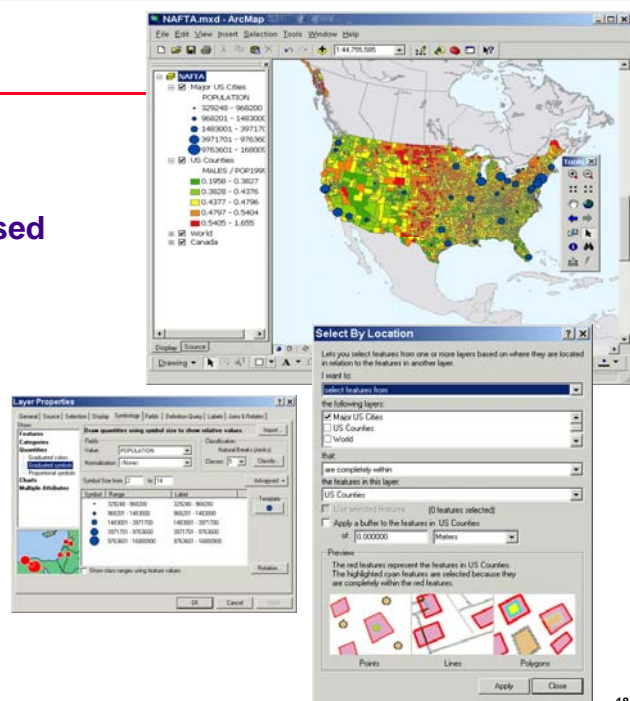 NAFTA.mxd - ArcMap
File Edit View Insert Selection Tools Window Help
1:44,755,585
NAFTA
Major US Cities
POPULATION
329248 - 968200
968201 - 1483000
1483001 - 397170
3971701 - 976360
9763601 - 168009
US Counties
MALES / POP199
0.1958 - 0.3827
0.3828 - 0.4376
0.4377 - 0.4796
0.4797 - 0.5404
0.5405 - 1.655
World
Canada
Display Source
Drawing
Tools
sed
Select By Location
Lets you select features from one or more layers based on where they are located
in relation to the features in another layer.
I want to:
select features from
the following layers:
Major US Cities
US Counties
World
that:
are completely within
the features in this layer:
US Counties
Use selected features (0 features selected)
Apply a buffer to the features in US Counties
of: 0.000000 Meters
Preview
The red features represent the features in US Counties.
The highlighted cyan features are selected because they
are completely within the red features.
Points Lines Polygons
Apply Close
Layer Properties
General Source Selection Display Symbology Fields Definition Query Labels Joins & Relates
Show:
Features
Categories
Quantities
Graduated colors
Graduated symbols
Proportional symbols
Charts
Multiple Attributes
Draw quantities using symbol size to show relative values.
Import...
Fields
Value: POPULATION
Normalization: <None>
Classification
Natural Breaks (Jenks)
Classes: 5 Classify...
Symbol Size from: 2 to 14
Advanced
Symbol Range Label
329248 - 968200 329248 - 968200
968201 - 1483000 968201 - 1483000
1483001 - 3971700 1483001 - 3971700
3971701 - 9763600 3971701 - 9763600
9763601 - 16800900 9763601 - 16800900
Template
Show class ranges using feature values
Rotation...
OK Cancel Apply
18